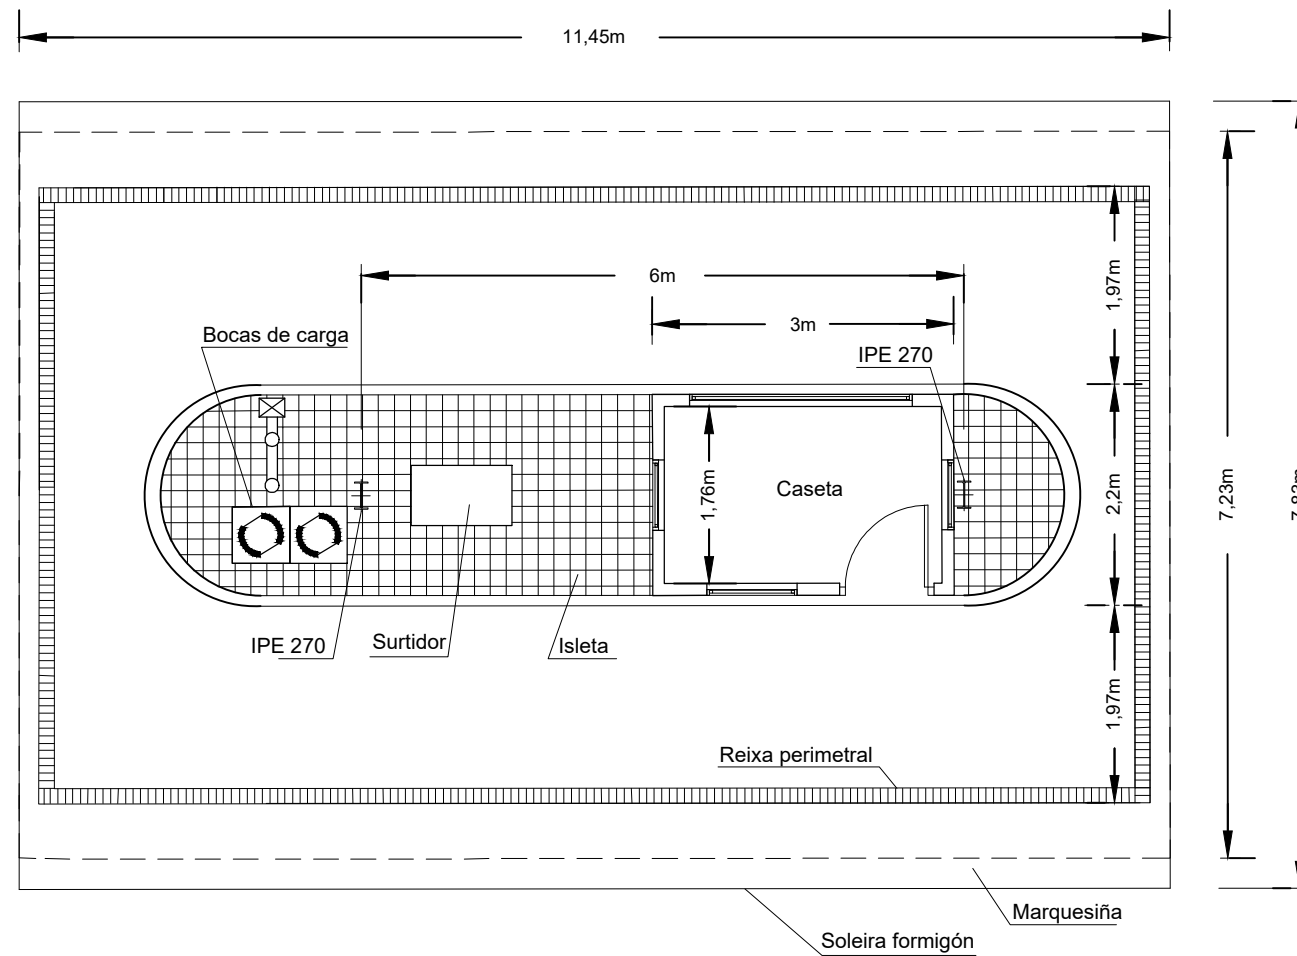 11,45m
6m
1,97m
3m
Bocas de carga
IPE 270
1,76m
Caseta
2,2m
7,23m
IPE 270
Surtidor
Isleta
1,97m
Reixa perimetral
Marquesiña
Soleira formigón